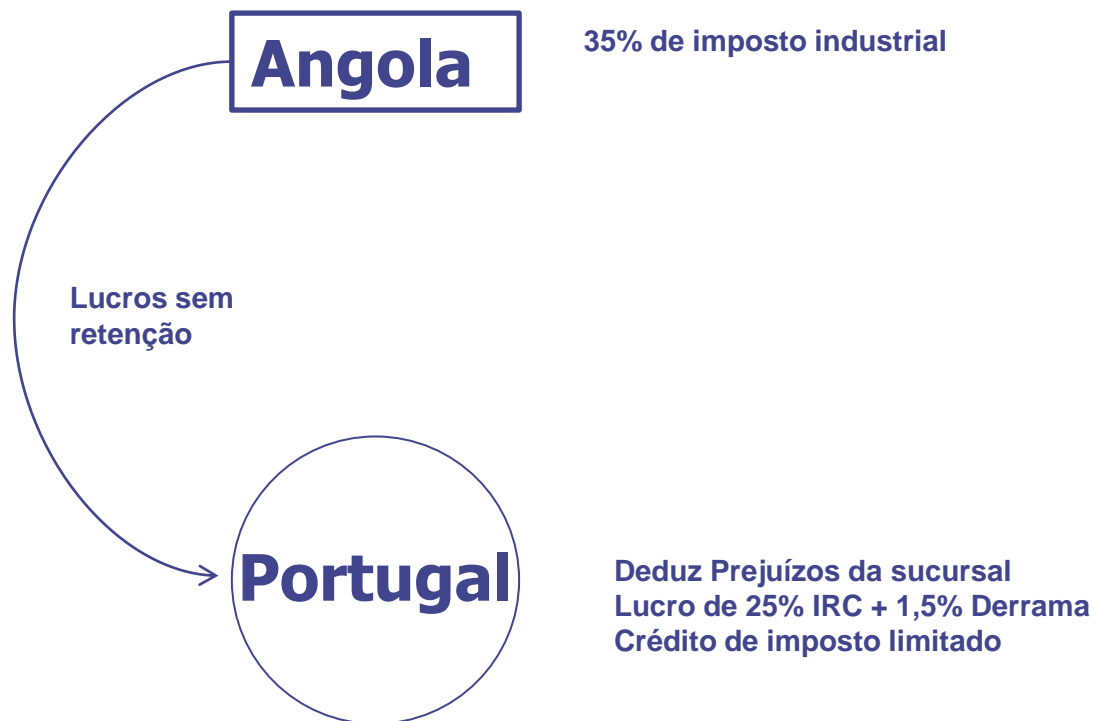 Angola
35% de imposto industrial
Lucros sem
retenção
Portugal
Deduz Prejuízos da sucursal
Lucro de 25% IRC + 1,5% Derrama
Crédito de imposto limitado